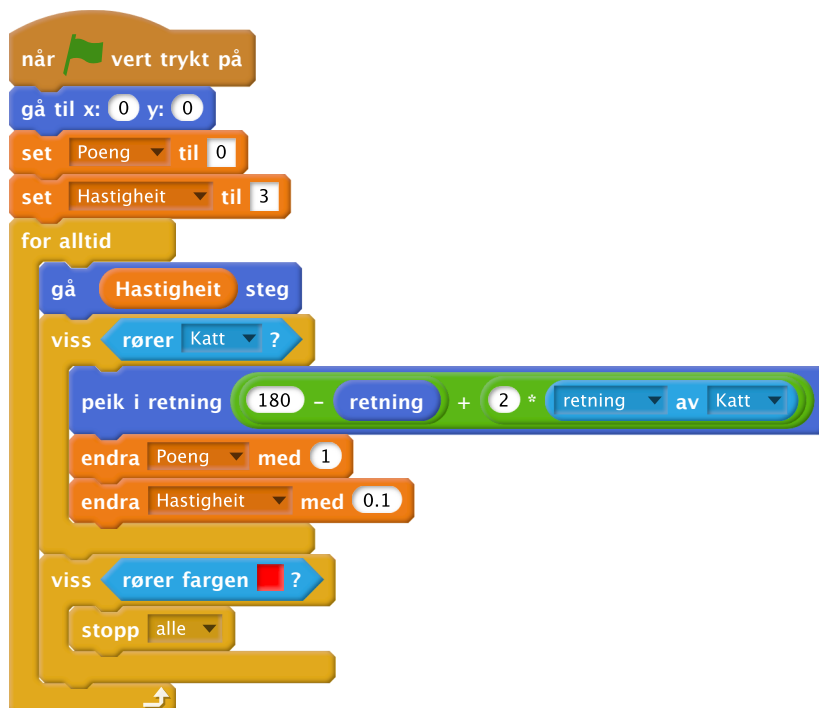 når vert trykt på
gå til x: 0 y: 0
set Poeng til 0
set Hastigheit til 3
for alltid
gå Hastigheit steg
viss rører Katt ?
peik i retning 180 - retning + 2 * retning av Katt
endra Poeng med 1
endra Hastigheit med 0.1
viss rører fargen ?
stopp alle